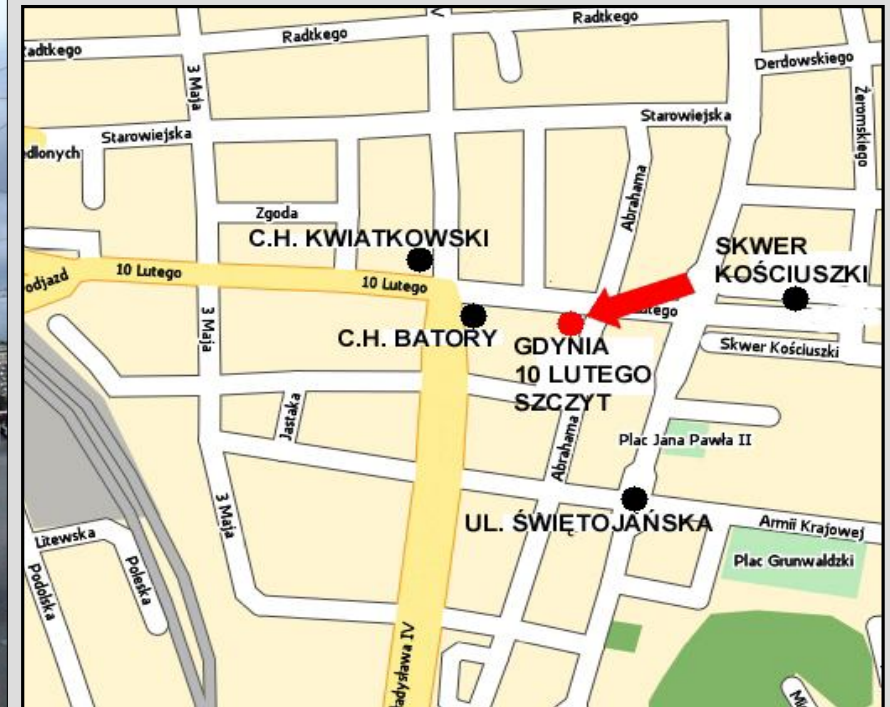 Radtkego
Radtkego
Radtkego
3 Maja
Derdowskiego
Żeromskiego
Starowiejska
Starowiejska
Abrahama
Zgoda
C.H. KWIATKOWSKI
SKWER
KOŚCIUSZKI
10 Lutego
10 Lutego
3 Maja
C.H. BATORY
GDYNIA
10 LUTEGO
SZCZYT
Skwer Kościuszki
Jastaka
Abrahama
Plac Jana Pawła II
3 Maja
UL. ŚWIĘTOJAŃSKA
Armii Krajowej
Plac Grunwaldzki
Litewska
Podolska
Poleska